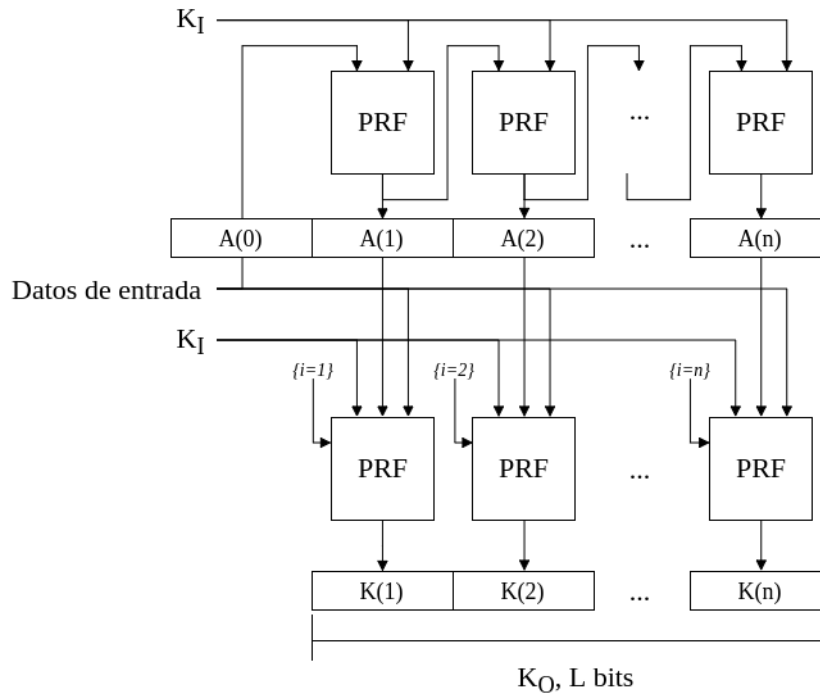 K_I
PRF PRF ... PRF
A(0) A(1) A(2) ... A(n)
Datos de entrada
K_I
{i=1} {i=2} {i=n}
PRF PRF ... PRF
K(1) K(2) ... K(n)
K_O, L bits